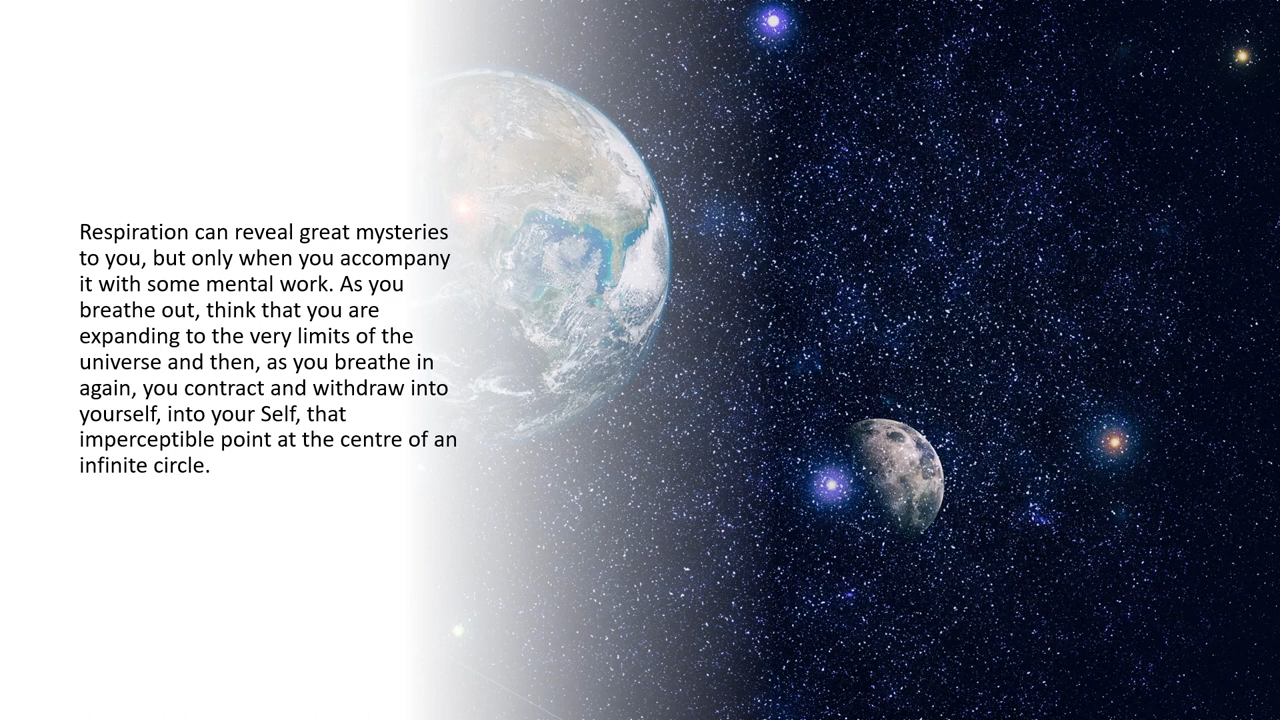 Respiration can reveal great mysteries
to you, but only when you accompany
it with some mental work. As you
breathe out, think that you are
expanding to the very limits of the
universe and then, as you breathe in
again, you contract and withdraw into
yourself, into your Self, that
imperceptible point at the centre of an
infinite circle.